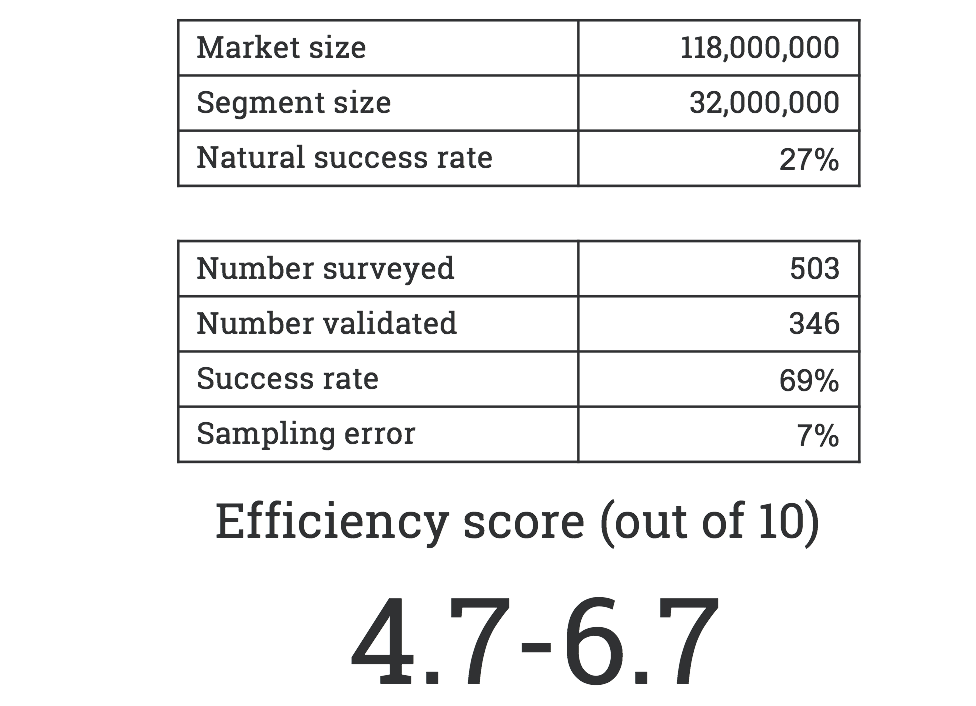 Market size 118,000,000
Segment size 32,000,000
Natural success rate 27%
Number surveyed 503
Number validated 346
Success rate 69%
Sampling error 7%
Efficiency score (out of 10)
4.7-6.7